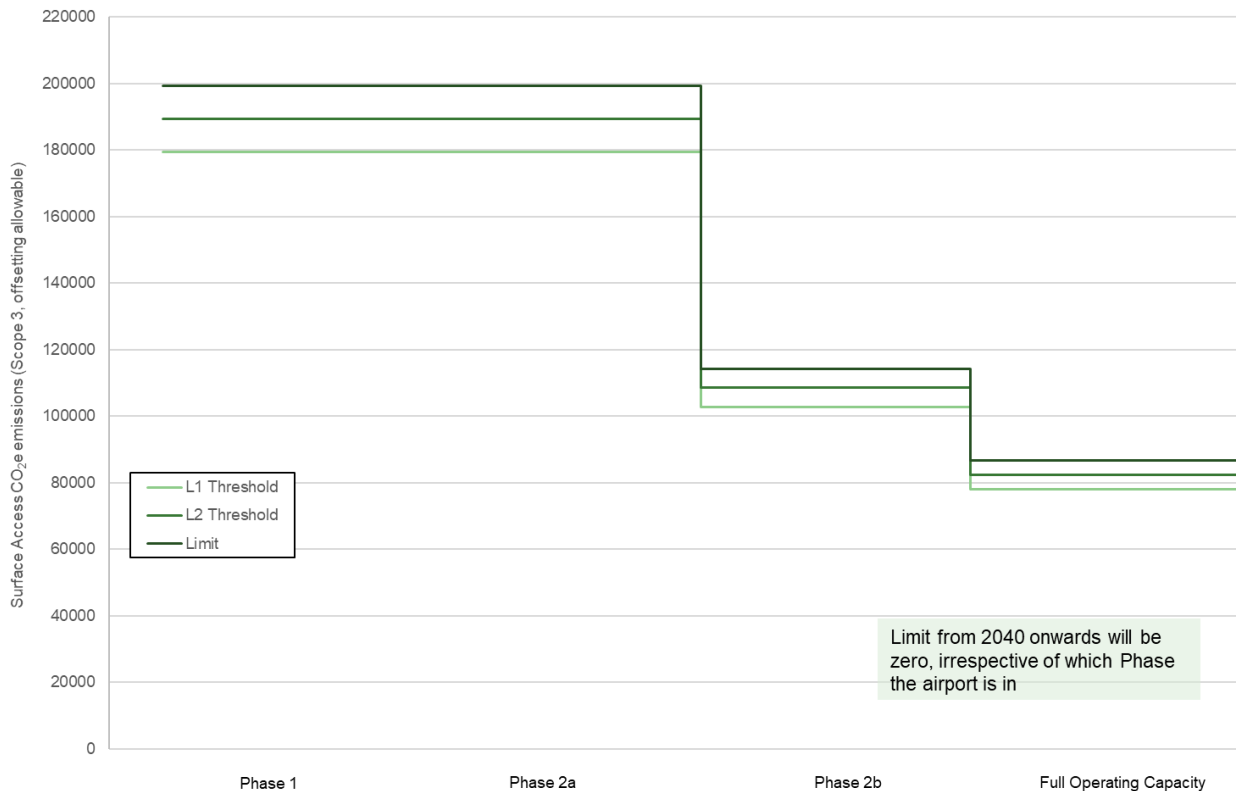 220000
200000
180000
160000
140000
120000
100000
80000
60000
40000
20000
0
Surface Access CO₂e emissions (Scope 3, offsetting allowable)
L1 Threshold
L2 Threshold
Limit
Limit from 2040 onwards will be
zero, irrespective of which Phase
the airport is in
Phase 1
Phase 2a
Phase 2b
Full Operating Capacity